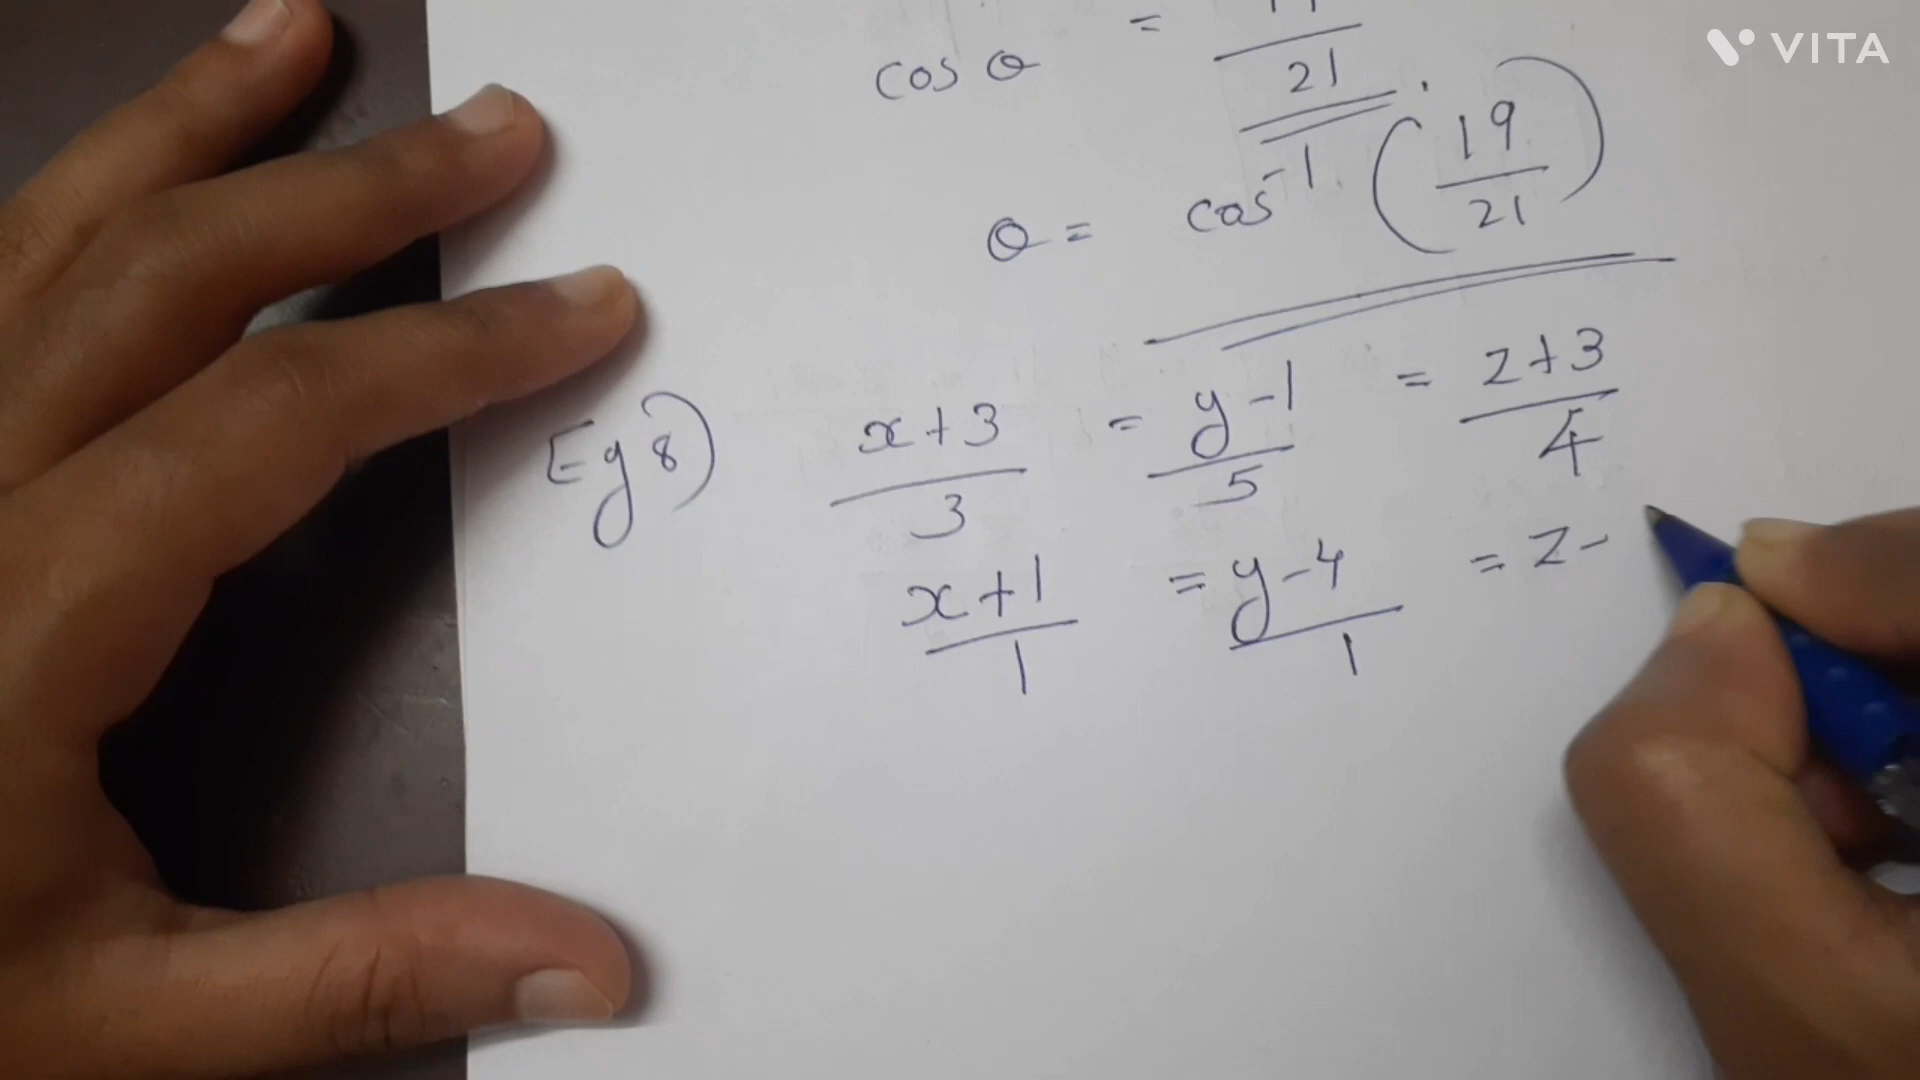 VITA
cos θ =
21
θ = cos⁻¹ (19/21)
Eg 8) x+3/3 = y-1/5 = z+3/4
x+1/1 = y-4/1 = z-